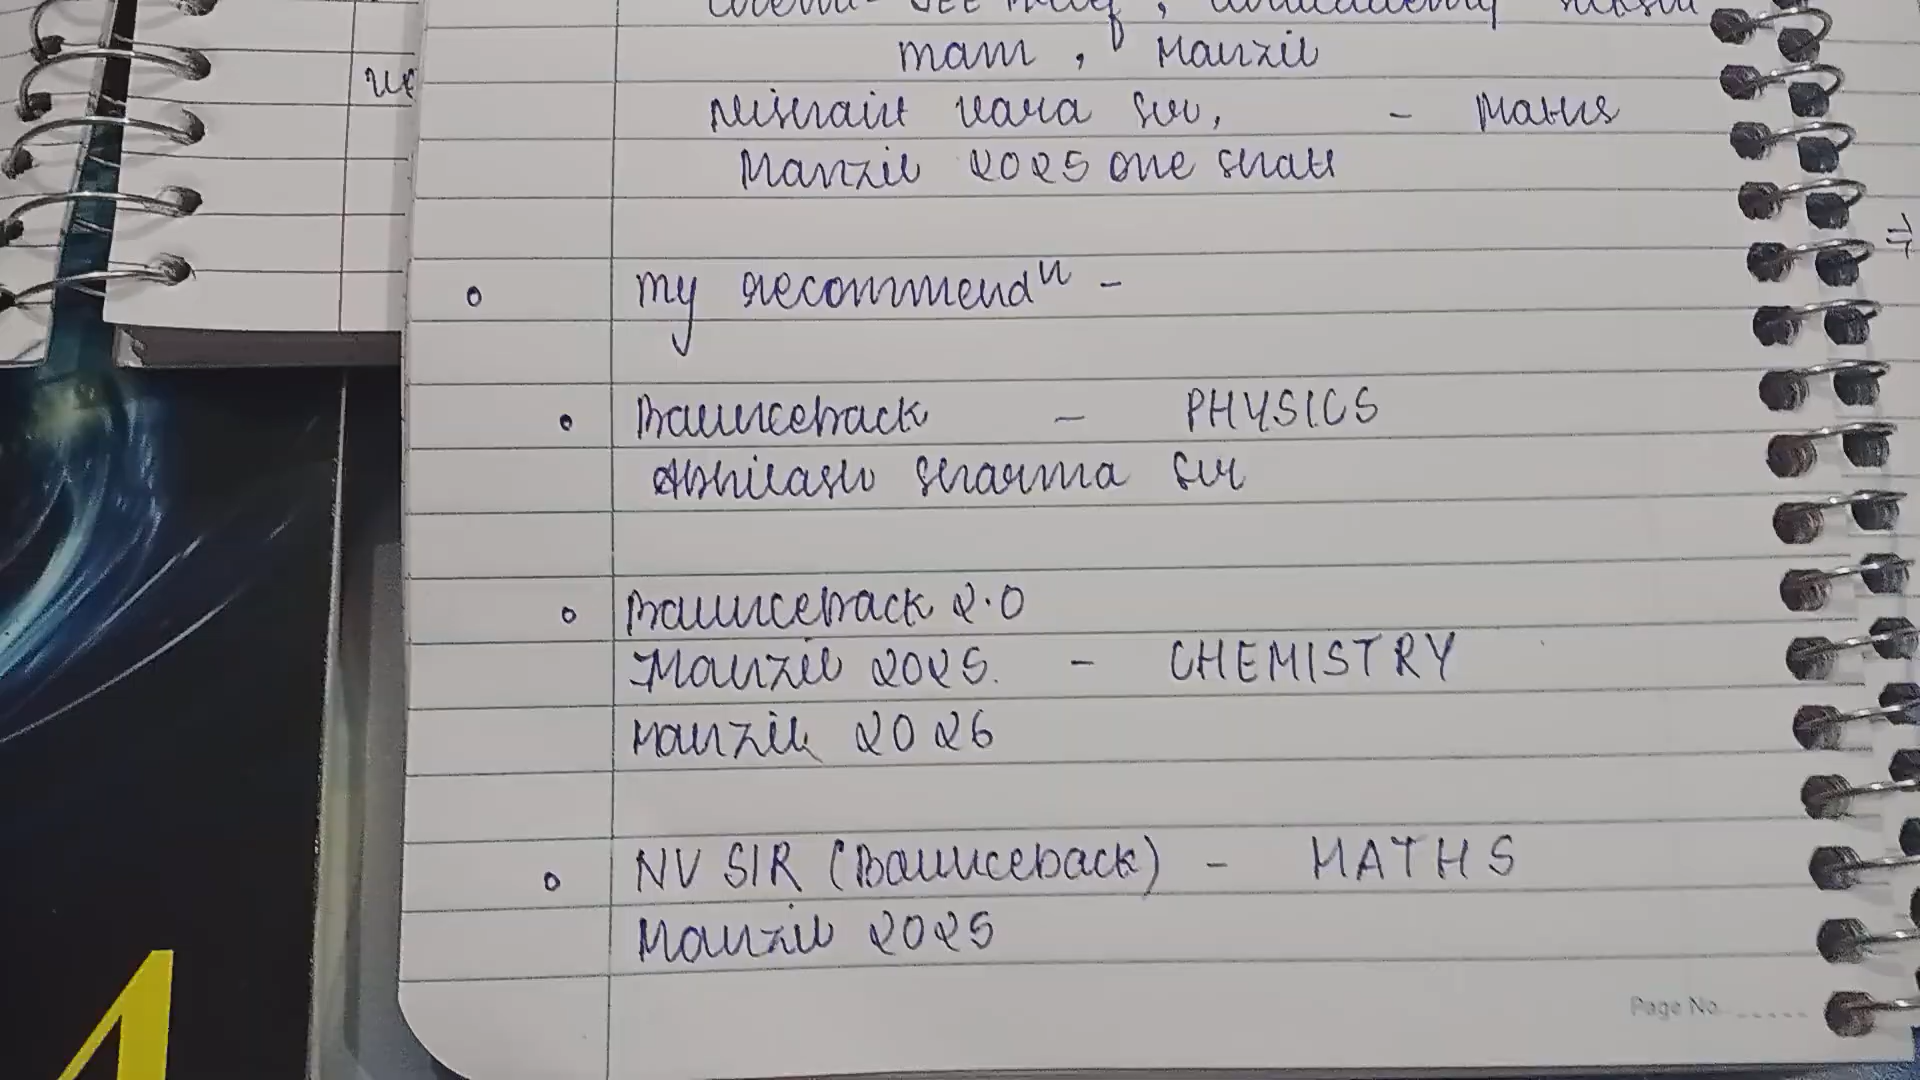 mam, Manzil
Nishant Vora sir, - Maths
Manzil 2025 one shott
my recommendn -
Bounceback - PHYSICS
Abhilash sharma sir
Bounceback 2.0
Manzil 2025. - CHEMISTRY
Manzil 2026
NV SIR (Bounceback) - MATHS
Manzil 2025
Page No.